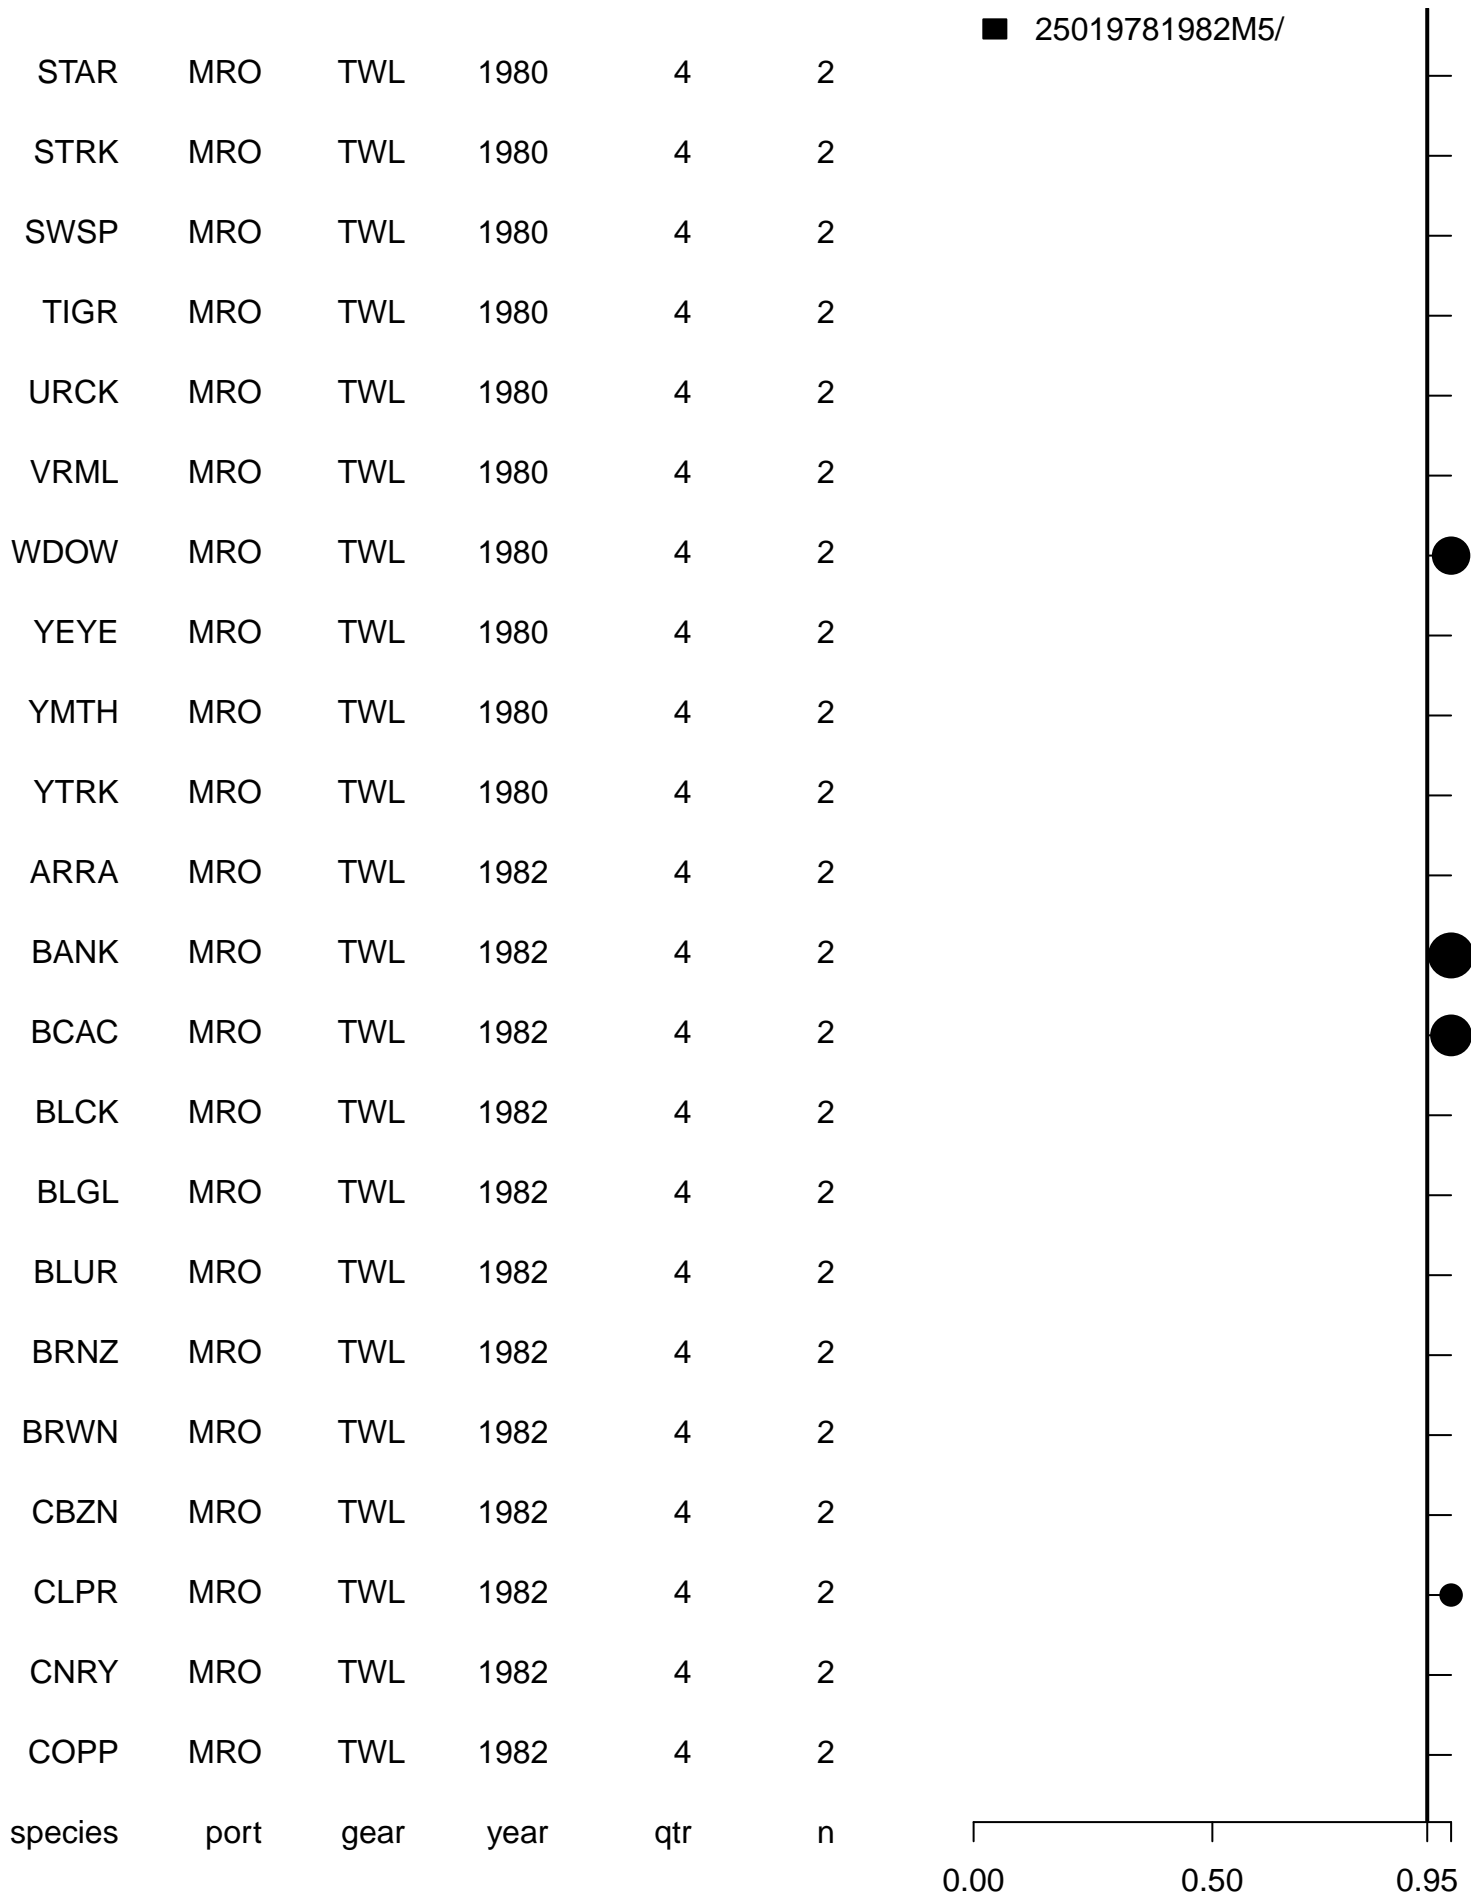 25019781982M5/
STAR MRO TWL 1980 4 2
STRK MRO TWL 1980 4 2
SWSP MRO TWL 1980 4 2
TIGR MRO TWL 1980 4 2
URCK MRO TWL 1980 4 2
VRML MRO TWL 1980 4 2
WDOW MRO TWL 1980 4 2
YEYE MRO TWL 1980 4 2
YMTH MRO TWL 1980 4 2
YTRK MRO TWL 1980 4 2
ARRA MRO TWL 1982 4 2
BANK MRO TWL 1982 4 2
BCAC MRO TWL 1982 4 2
BLCK MRO TWL 1982 4 2
BLGL MRO TWL 1982 4 2
BLUR MRO TWL 1982 4 2
BRNZ MRO TWL 1982 4 2
BRWN MRO TWL 1982 4 2
CBZN MRO TWL 1982 4 2
CLPR MRO TWL 1982 4 2
CNRY MRO TWL 1982 4 2
COPP MRO TWL 1982 4 2
species port gear year qtr n
0.00 0.50 0.95